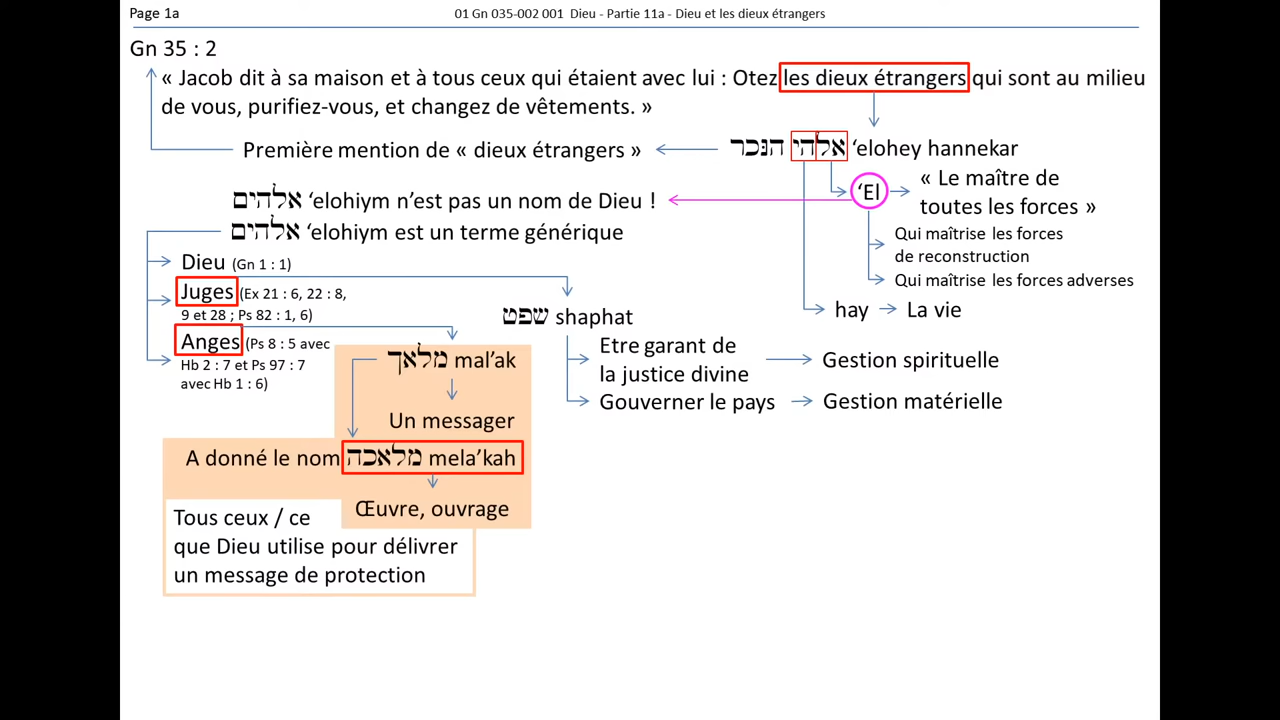 Page 1a
01 Gn 035-002 001 Dieu - Partie 11a - Dieu et les dieux étrangers
Gn 35 : 2
« Jacob dit à sa maison et à tous ceux qui étaient avec lui : Otez les dieux étrangers qui sont au milieu
de vous, purifiez-vous, et changez de vêtements. »
Première mention de « dieux étrangers »
אלהי הנּכר ‘elohey hannekar
‘El
« Le maître de
toutes les forces »
Qui maîtrise les forces
de reconstruction
Qui maîtrise les forces adverses
hay
La vie
אלהים ‘elohiym n’est pas un nom de Dieu !
אלהים ‘elohiym est un terme générique
Dieu (Gn 1 : 1)
Juges (Ex 21 : 6, 22 : 8,
9 et 28 ; Ps 82 : 1, 6)
Anges (Ps 8 : 5 avec
Hb 2 : 7 et Ps 97 : 7
avec Hb 1 : 6)
שפט shaphat
Etre garant de
la justice divine
Gestion spirituelle
Gouverner le pays
Gestion matérielle
מלאך mal’ak
Un messager
A donné le nom מלאכה mela’kah
Œuvre, ouvrage
Tous ceux / ce
que Dieu utilise pour délivrer
un message de protection